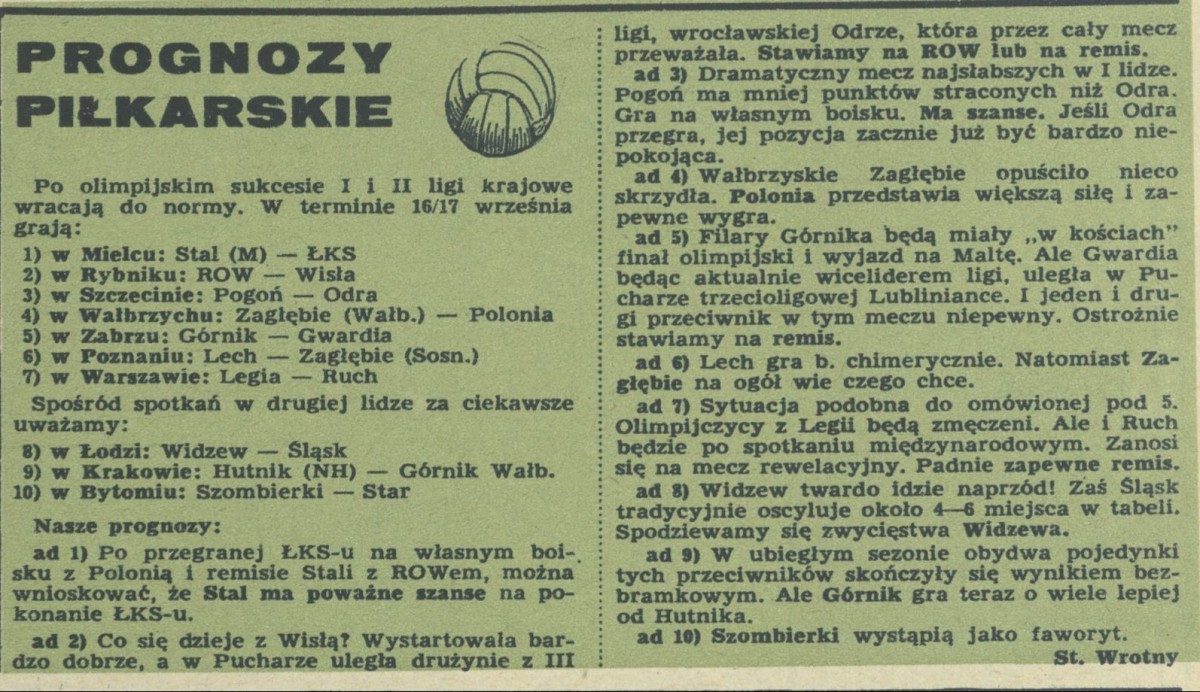 PROGNOZY
PIŁKARSKIE
Po olimpijskim sukcesie I i II ligi krajowe
wracają do normy. W terminie 16/17 września
grają:
1) w Mielcu: Stal (M) — ŁKS
2) w Rybniku: ROW — Wisła
3) w Szczecinie: Pogoń — Odra
4) w Wałbrzychu: Zagłębie (Wałb.) — Polonia
5) w Zabrzu: Górnik — Gwardia
6) w Poznaniu: Lech — Zagłębie (Sosn.)
7) w Warszawie: Legia — Ruch
Spośród spotkań w drugiej lidze za ciekawsze
uważamy:
8) w Łodzi: Widzew — Śląsk
9) w Krakowie: Hutnik (NH) — Górnik Wałb.
10) w Bytomiu: Szombierki — Star
Nasze prognozy:
ad 1) Po przegranej ŁKS-u na własnym boi-
sku z Polonią i remisie Stali z ROWem, można
wnioskować, że Stal ma poważne szanse na po-
konanie ŁKS-u.
ad 2) Co się dzieje z Wisłą? Wystartowała bar-
dzo dobrze, a w Pucharze uległa drużynie z III
ligi, wrocławskiej Odrze, która przez cały mecz
przeważała. Stawiamy na ROW lub na remis.
ad 3) Dramatyczny mecz najsłabszych w I lidze.
Pogoń ma mniej punktów straconych niż Odra.
Gra na własnym boisku. Ma szanse. Jeśli Odra
przegra, jej pozycja zacznie już być bardzo nie-
pokojąca.
ad 4) Wałbrzyskie Zagłębie opuściło nieco
skrzydła. Polonia przedstawia większą siłę i za-
pewne wygra.
ad 5) Filary Górnika będą miały „w kościach”
finał olimpijski i wyjazd na Maltę. Ale Gwardia
będąc aktualnie wiceliderem ligi, uległa w Pu-
charze trzecioligowej Lubliniance. I jeden i dru-
gi przeciwnik w tym meczu niepewny. Ostrożnie
stawiamy na remis.
ad 6) Lech gra b. chimerycznie. Natomiast Za-
głębie na ogół wie czego chce.
ad 7) Sytuacja podobna do omówionej pod 5.
Olimpijczycy z Legii będą zmęczeni. Ale i Ruch
będzie po spotkaniu międzynarodowym. Zanosi
się na mecz rewelacyjny. Padnie zapewne remis.
ad 8) Widzew twardo idzie naprzód! Zaś Śląsk
tradycyjnie oscyluje około 4—6 miejsca w tabeli.
Spodziewamy się zwycięstwa Widzewa.
ad 9) W ubiegłym sezonie obydwa pojedynki
tych przeciwników skończyły się wynikiem bez-
bramkowym. Ale Górnik gra teraz o wiele lepiej
od Hutnika.
ad 10) Szombierki wystąpią jako faworyt.
St. Wrotny